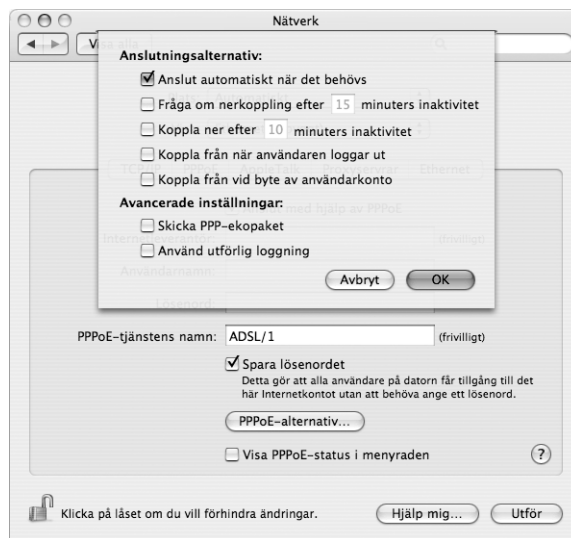 Nätverk
Visa alla
Anslutningsalternativ:
Anslut automatiskt när det behövs
Fråga om nerkoppling efter 15 minuters inaktivitet
Koppla ner efter 10 minuters inaktivitet
Koppla från när användaren loggar ut
Koppla från vid byte av användarkonto
Avancerade inställningar:
Skicka PPP-ekopaket
Använd utförlig loggning
Avbryt OK
Lösenord:
PPPoE-tjänstens namn: ADSL/1 (frivilligt)
Spara lösenordet
Detta gör att alla användare på datorn får tillgång till det
här Internetkontot utan att behöva ange ett lösenord.
PPPoE-alternativ...
Visa PPPoE-status i menyraden ?
Klicka på låset om du vill förhindra ändringar. Hjälp mig... Utför